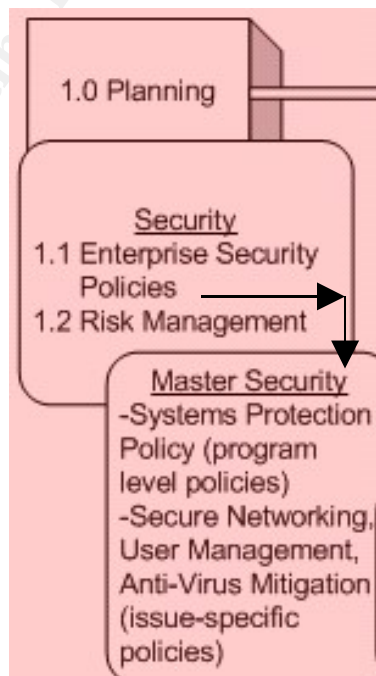 1.0 Planning
Security
1.1 Enterprise Security
Policies
1.2 Risk Management
Master Security
-Systems Protection
Policy (program
level policies)
-Secure Networking,
User Management,
Anti-Virus Mitigation
(issue-specific
policies)